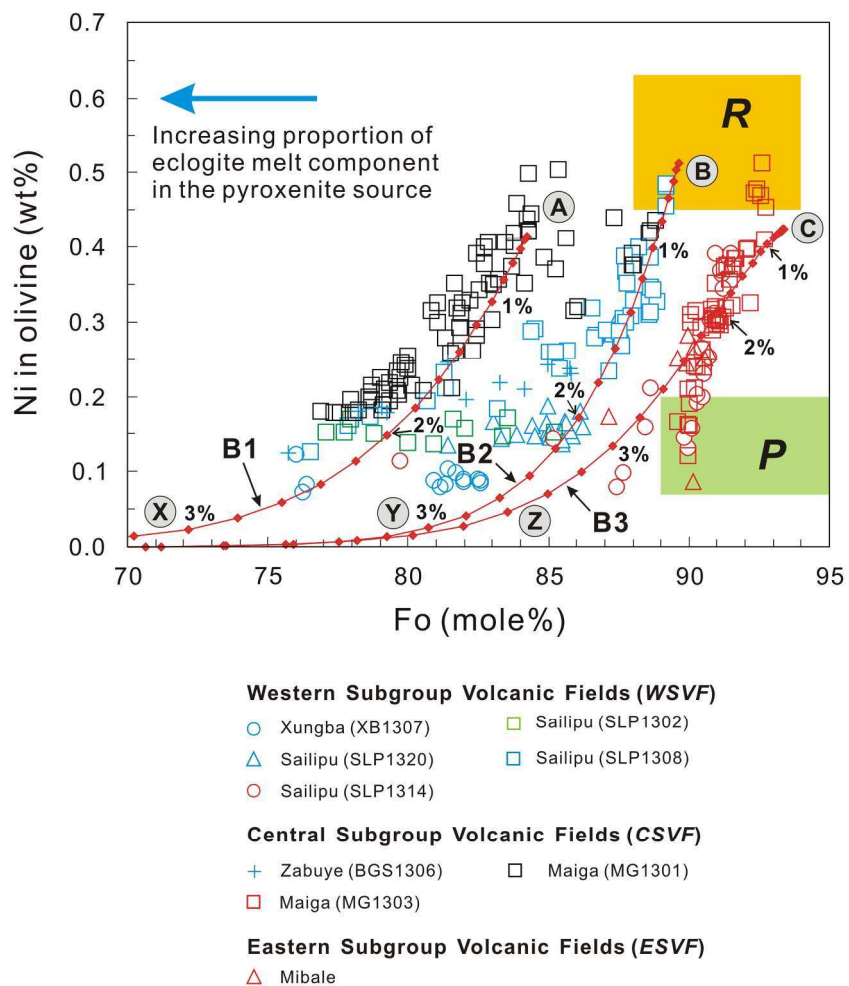 0.7
0.6
0.5
0.4
0.3
0.2
0.1
0.0
Ni in olivine (wt%)
Increasing proportion of
eclogite melt component
in the pyroxenite source
R
P
A
B
C
1%
1%
1%
2%
2%
2%
3%
3%
3%
B1
B2
B3
X
Y
Z
70
75
80
85
90
95
Fo (mole%)
Western Subgroup Volcanic Fields (WSVF)
Xungba (XB1307)
Sailipu (SLP1302)
Sailipu (SLP1320)
Sailipu (SLP1308)
Sailipu (SLP1314)
Central Subgroup Volcanic Fields (CSVF)
Zabuye (BGS1306)
Maiga (MG1301)
Maiga (MG1303)
Eastern Subgroup Volcanic Fields (ESVF)
Mibale